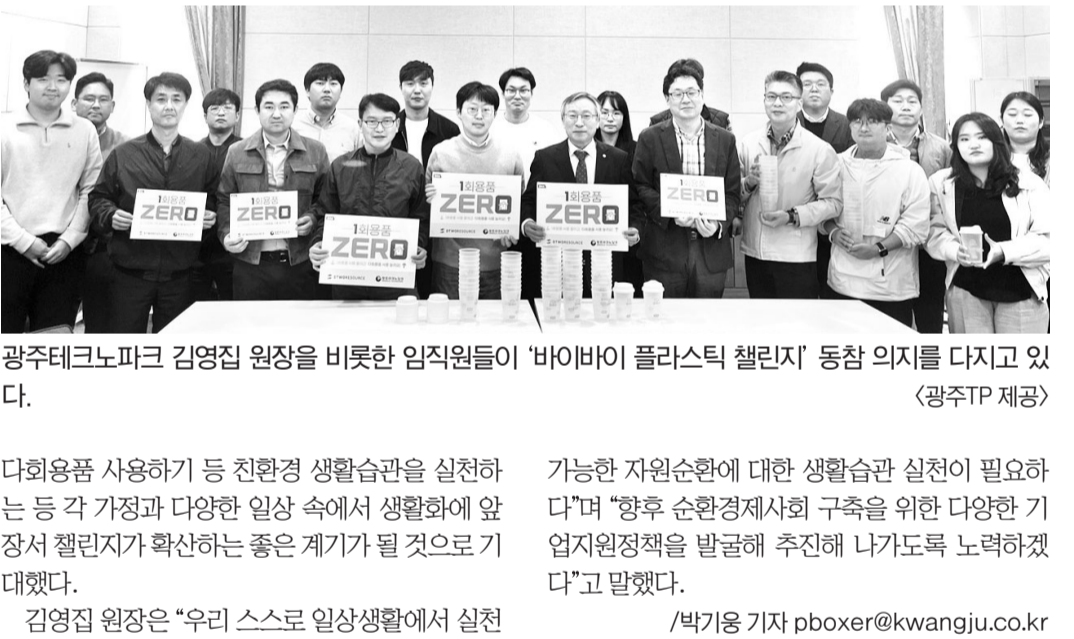 1회용품
ZERO
1회용품
ZERO
1회용품
ZERO
1회용품
ZERO
1회용품
ZERO
1회용품
ZERO
광주테크노파크 김영집 원장을 비롯한 임직원들이 ‘바이바이 플라스틱 챌린지’ 동참 의지를 다지고 있
다.
〈광주TP 제공〉
다회용품 사용하기 등 친환경 생활습관을 실천하
는 등 각 가정과 다양한 일상 속에서 생활화에 앞
장서 챌린지가 확산하는 좋은 계기가 될 것으로 기
대했다.
김영집 원장은 “우리 스스로 일상생활에서 실천
가능한 자원순환에 대한 생활습관 실천이 필요하
다”며 “향후 순환경제사회 구축을 위한 다양한 기
업지원정책을 발굴해 추진해 나가도록 노력하겠
다”고 말했다.
/박기웅 기자 pboxer@kwangju.co.kr